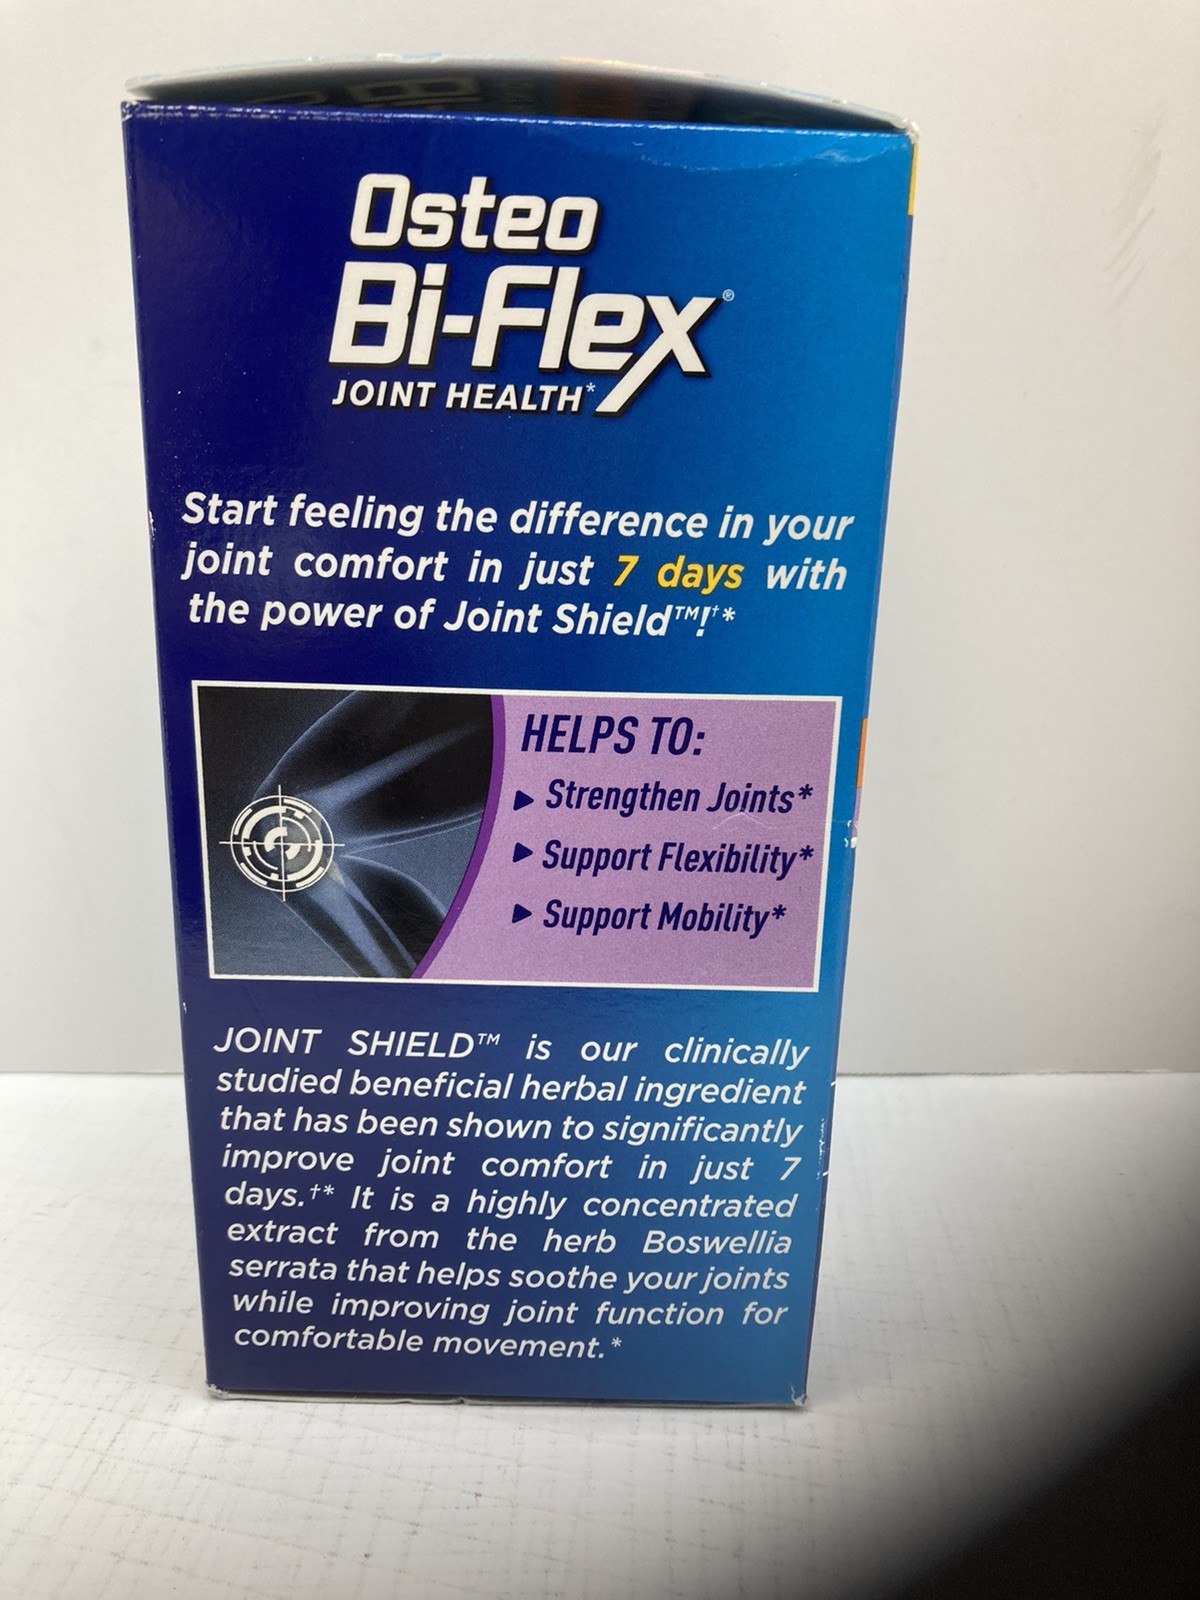 Osteo
Bi-Flex®
JOINT HEALTH*
Start feeling the difference in your
joint comfort in just 7 days with
the power of Joint Shield™!†*
HELPS TO:
▶ Strengthen Joints*
▶ Support Flexibility*
▶ Support Mobility*
JOINT SHIELD™ is our clinically
studied beneficial herbal ingredient
that has been shown to significantly
improve joint comfort in just 7
days.†* It is a highly concentrated
extract from the herb Boswellia
serrata that helps soothe your joints
while improving joint function for
comfortable movement.*